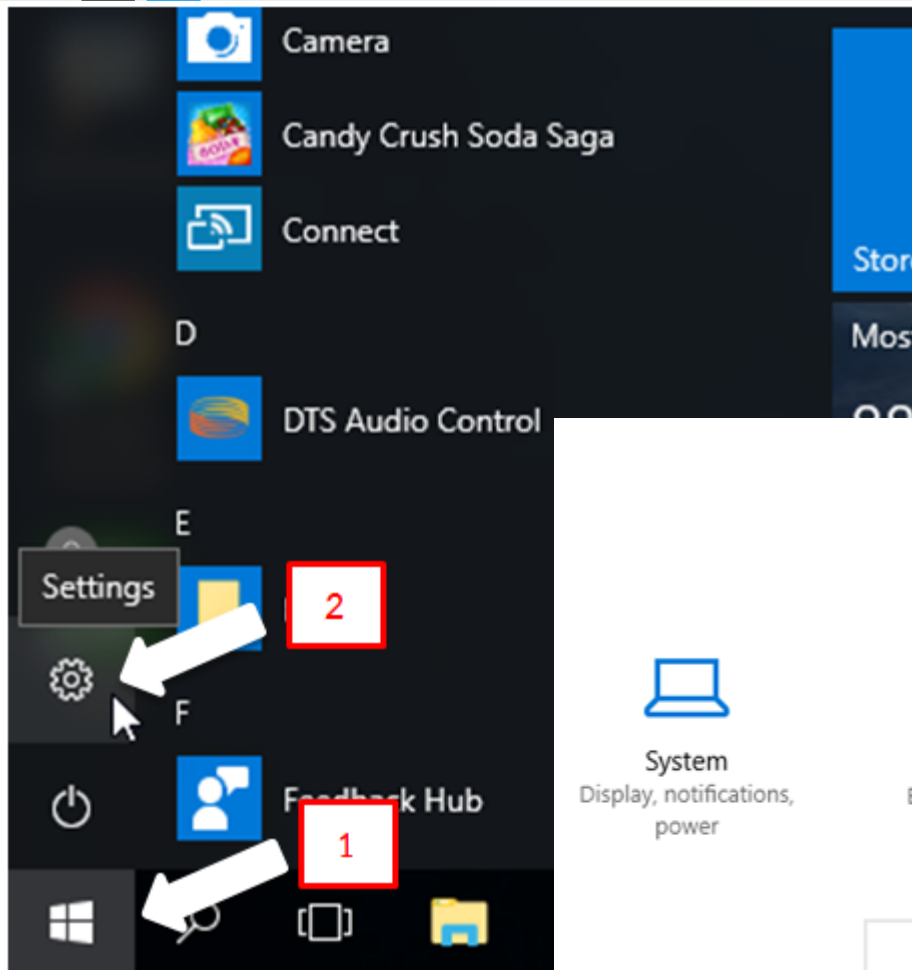 Camera
Candy Crush Soda Saga
Connect
Store
Most
D
DTS Audio Control
E
Settings
2
F
Feedback Hub
1
System
Display, notifications,
power
E